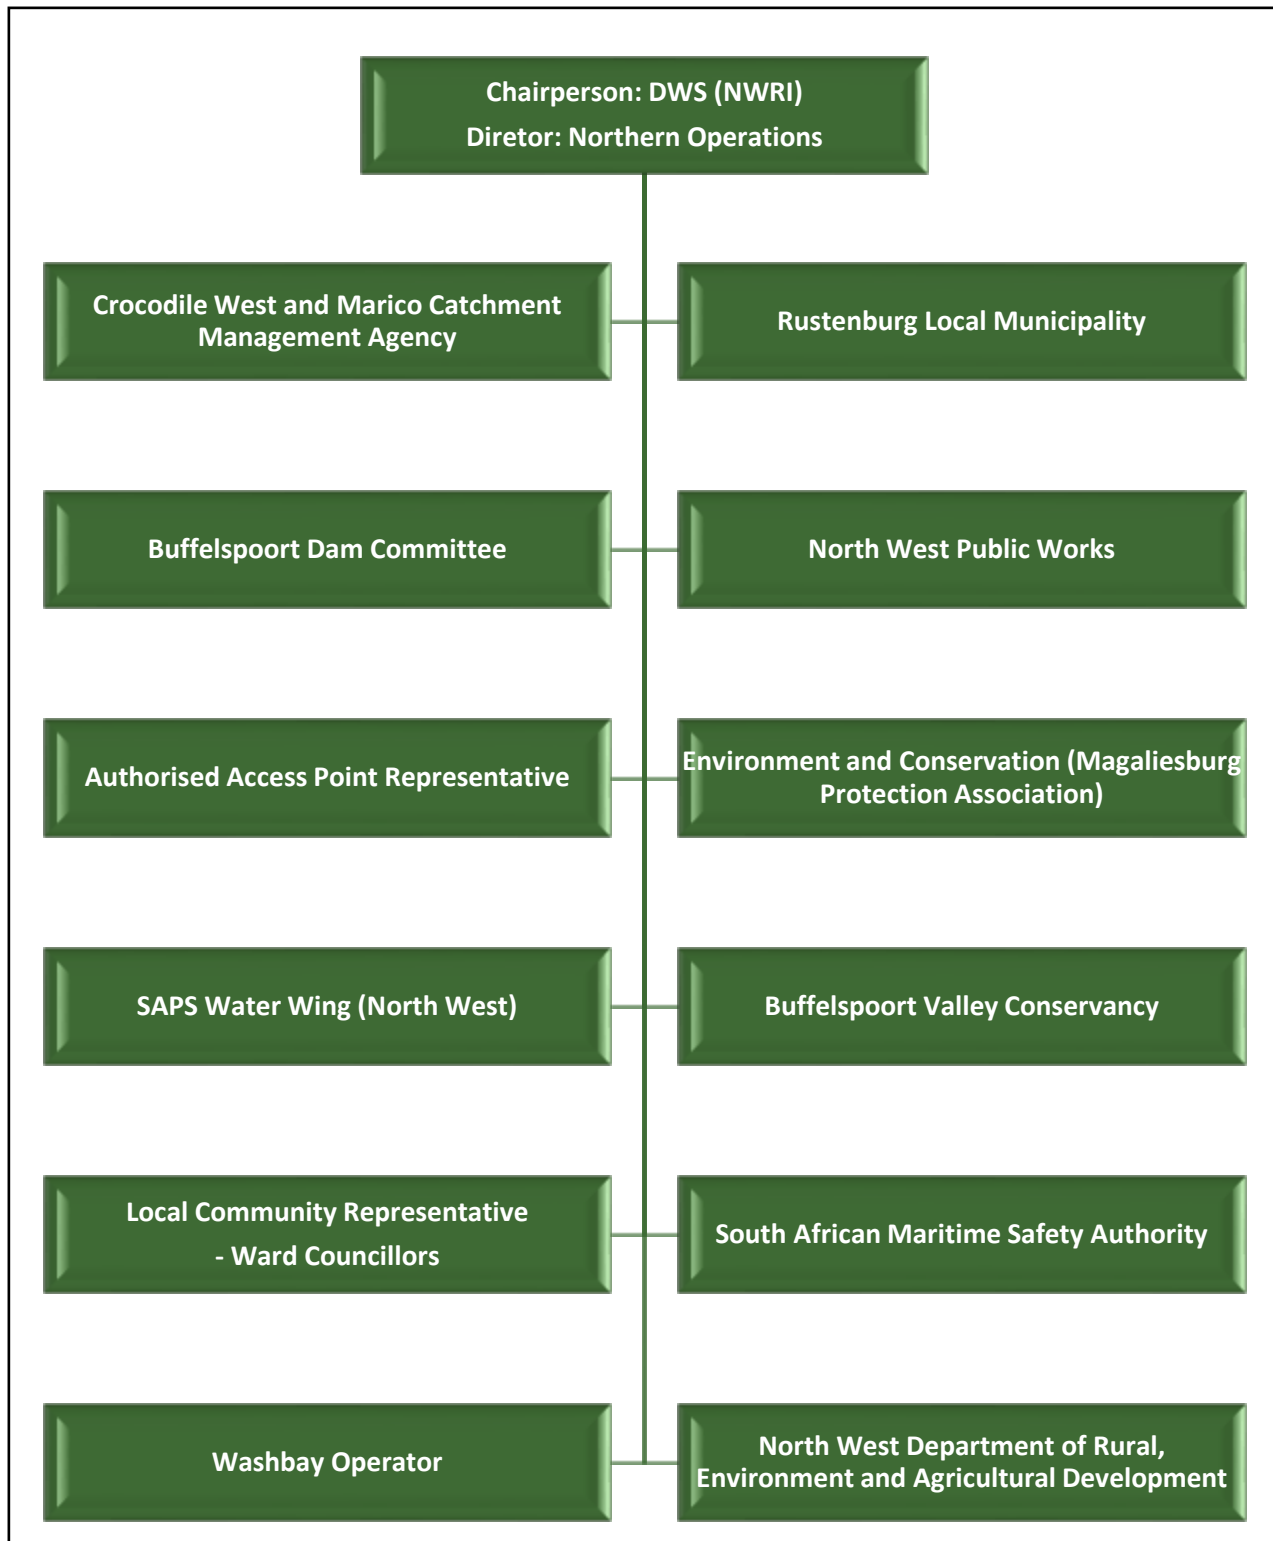 Chairperson: DWS (NWRI)
Diretor: Northern Operations
Crocodile West and Marico Catchment
Management Agency
Rustenburg Local Municipality
Buffelspoort Dam Committee
North West Public Works
Authorised Access Point Representative
Environment and Conservation (Magaliesburg
Protection Association)
SAPS Water Wing (North West)
Buffelspoort Valley Conservancy
Local Community Representative
- Ward Councillors
South African Maritime Safety Authority
Washbay Operator
North West Department of Rural,
Environment and Agricultural Development